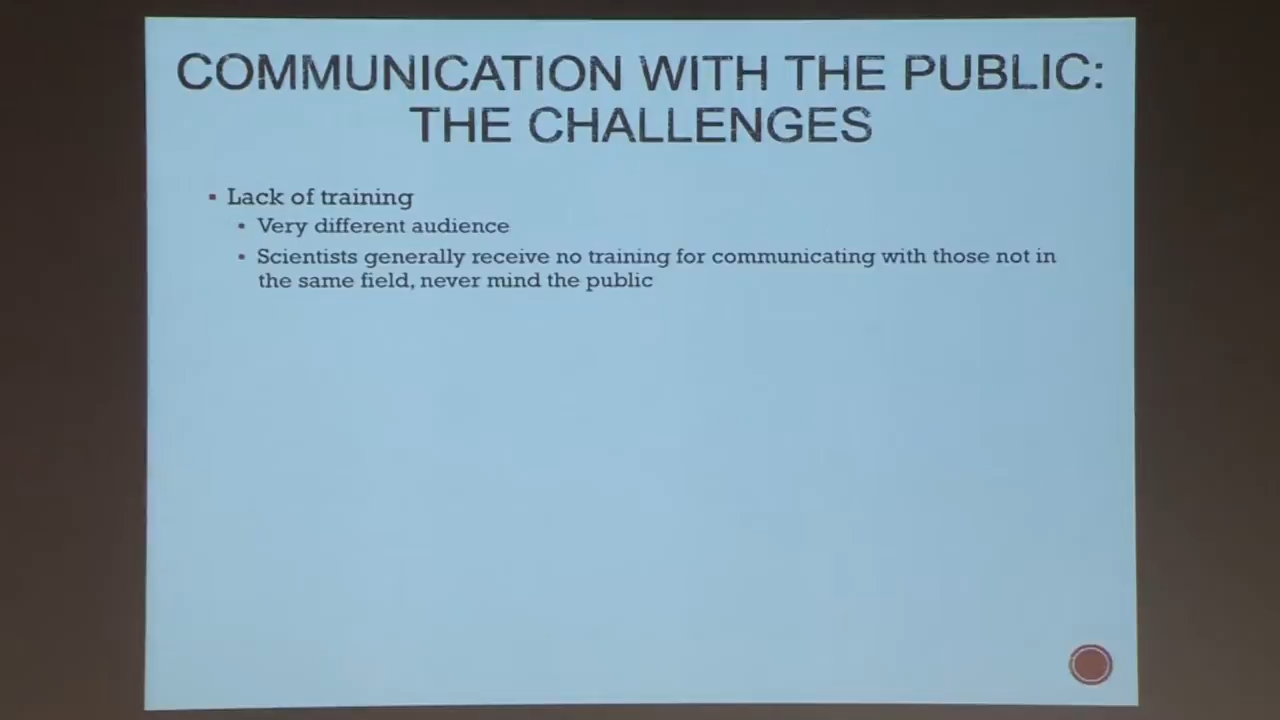 COMMUNICATION WITH THE PUBLIC:
THE CHALLENGES
▪ Lack of training
▪ Very different audience
▪ Scientists generally receive no training for communicating with those not in
the same field, never mind the public